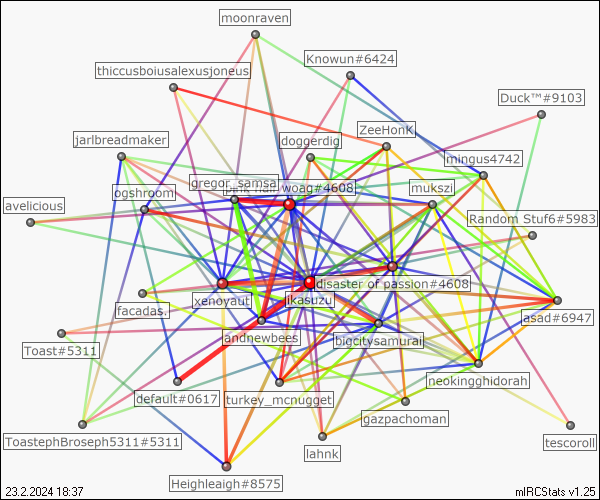 moonraven
Knowun#6424
thiccusboiusalexusjoneus
Duck™#9103
ZeeHonK
jarlbreadmaker
doggerdig
mingus4742
gregor_samsa
woag#4608
mukszi
ogshroom
avelicious
Random Stuf6#5983
disaster of passion#4608
xenoyaut
ikasuzu
facadas.
asad#6947
andnewbees
bigcitysamurai
Toast#5311
neokingghidorah
default#0617
turkey_mcnugget
gazpachoman
ToastephBroseph5311#5311
lahnk
tescoroll
Heighleaigh#8575
23.2.2024 18:37
mIRCStats v1.25